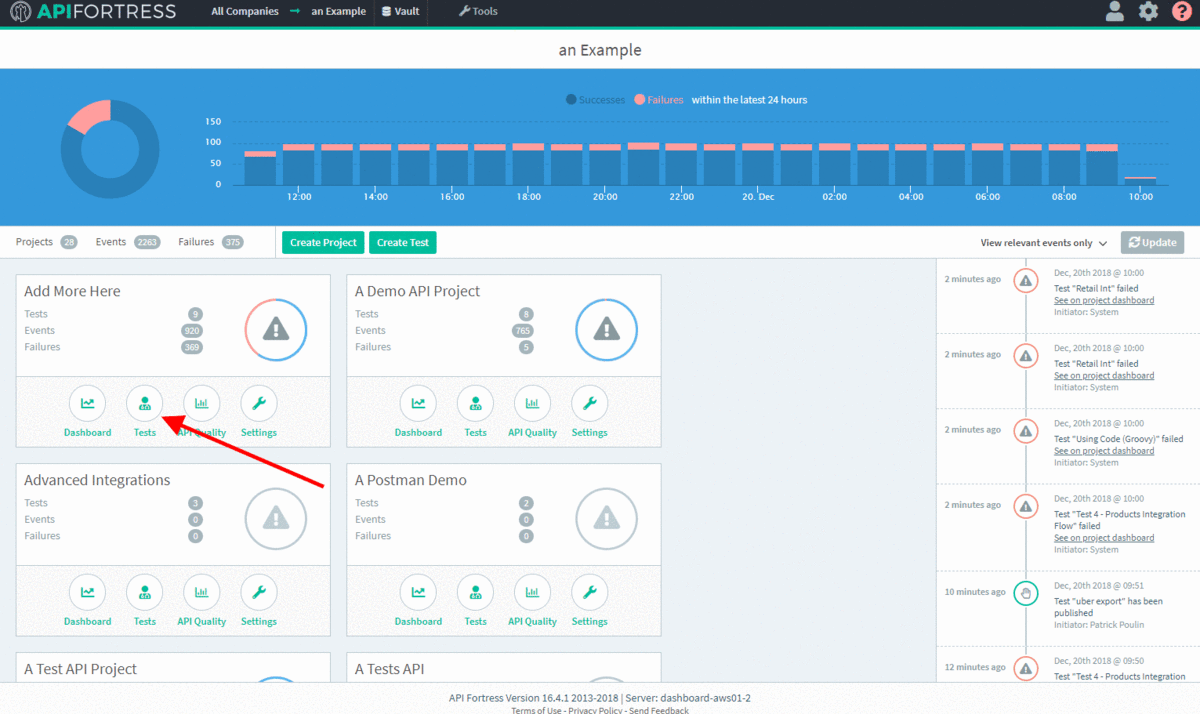 APIFORTRESS
All Companies → an Example
Vault
Tools
?
an Example
Successes Failures within the latest 24 hours
150
100
50
0
12:00 14:00 16:00 18:00 20:00 22:00 20. Dec 02:00 04:00 06:00 08:00 10:00
Projects 28 Events 2263 Failures 375
Create Project
Create Test
View relevant events only
Update
Add More Here
Tests 9
Events 920
Failures 369
Dashboard Tests API Quality Settings
A Demo API Project
Tests 8
Events 765
Failures 5
Dashboard Tests API Quality Settings
Advanced Integrations
Tests 3
Events 0
Failures 0
Dashboard Tests API Quality Settings
A Postman Demo
Tests 2
Events 0
Failures 0
Dashboard Tests API Quality Settings
A Test API Project
A Tests API
2 minutes ago
Dec, 20th 2018 @ 10:00
Test "Retail Int" failed
See on project dashboard
Initiator: System
2 minutes ago
Dec, 20th 2018 @ 10:00
Test "Retail Int" failed
See on project dashboard
Initiator: System
2 minutes ago
Dec, 20th 2018 @ 10:00
Test "Using Code (Groovy)" failed
See on project dashboard
Initiator: System
2 minutes ago
Dec, 20th 2018 @ 10:00
Test "Test 4 - Products Integration
Flow" failed
See on project dashboard
Initiator: System
10 minutes ago
Dec, 20th 2018 @ 09:51
Test "uber export" has been
published
Initiator: Patrick Poulin
12 minutes ago
Dec, 20th 2018 @ 09:50
Test "Test 4 - Products Integration
API Fortress Version 16.4.1 2013-2018 | Server: dashboard-aws01-2
Terms of Use - Privacy Policy - Send Feedback